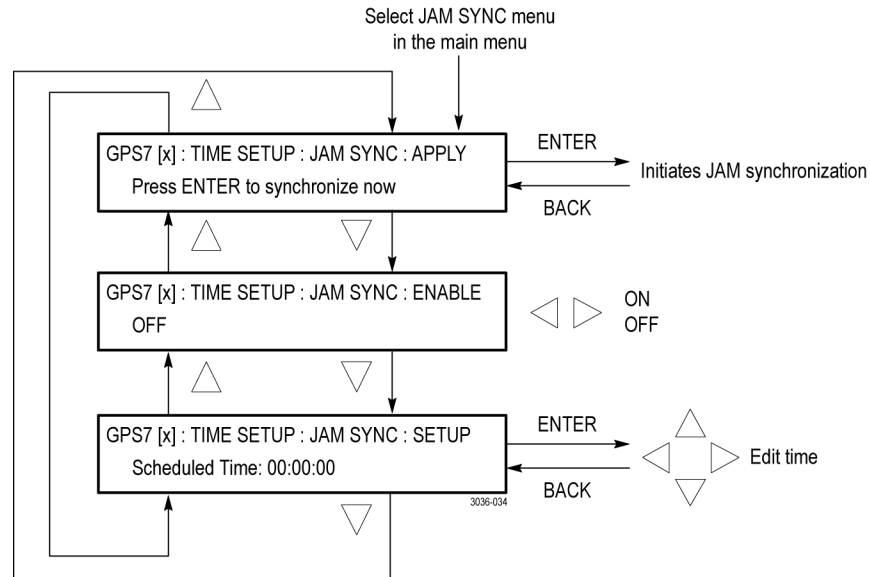 Select JAM SYNC menu
in the main menu
GPS7 [x] : TIME SETUP : JAM SYNC : APPLY
Press ENTER to synchronize now
ENTER
Initiates JAM synchronization
BACK
GPS7 [x] : TIME SETUP : JAM SYNC : ENABLE
OFF
ON
OFF
GPS7 [x] : TIME SETUP : JAM SYNC : SETUP
Scheduled Time: 00:00:00
ENTER
Edit time
BACK
3036-034